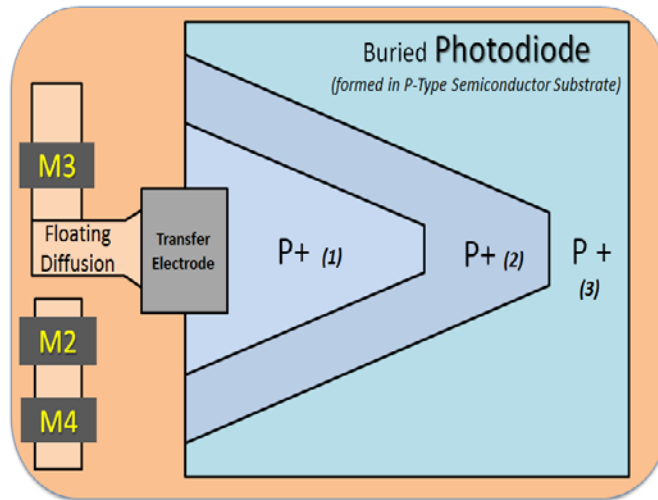 Buried Photodiode
(formed in P-Type Semiconductor Substrate)
M3
Floating
Diffusion
Transfer
Electrode
P+ (1)
P+ (2)
P +
(3)
M2
M4